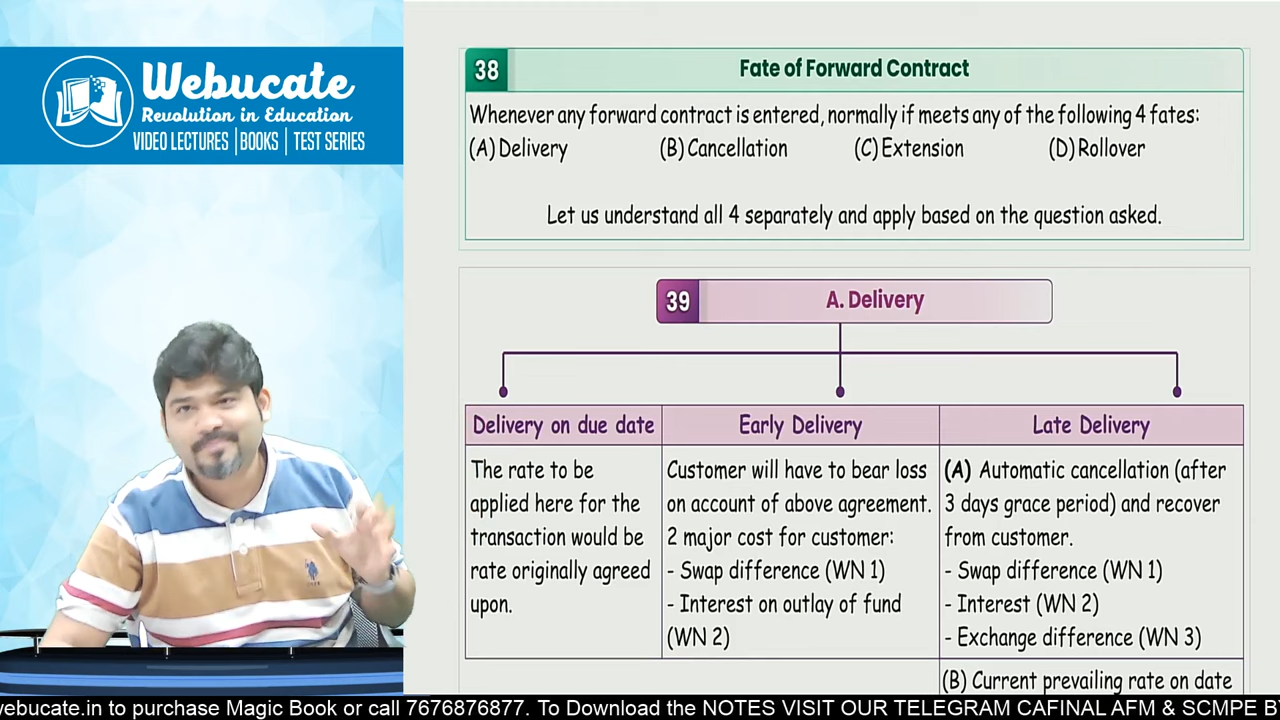 Webucate
Revolution in Education
VIDEO LECTURES | BOOKS | TEST SERIES
38
Fate of Forward Contract
Whenever any forward contract is entered, normally if meets any of the following 4 fates:
(A) Delivery (B) Cancellation (C) Extension (D) Rollover
Let us understand all 4 separately and apply based on the question asked.
39
A. Delivery
Delivery on due date
The rate to be
applied here for the
transaction would be
rate originally agreed
upon.
Early Delivery
Customer will have to bear loss
on account of above agreement.
2 major cost for customer:
- Swap difference (WN 1)
- Interest on outlay of fund
(WN 2)
Late Delivery
(A) Automatic cancellation (after
3 days grace period) and recover
from customer.
- Swap difference (WN 1)
- Interest (WN 2)
- Exchange difference (WN 3)
(B) Current prevailing rate on date
vebucate.in to purchase Magic Book or call 7676876877. To Download the NOTES VISIT OUR TELEGRAM CAFINAL AFM & SCMPE B